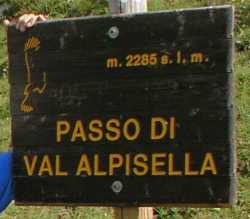 m. 2285 s. l. m.
PASSO DI
VAL ALPISELLA